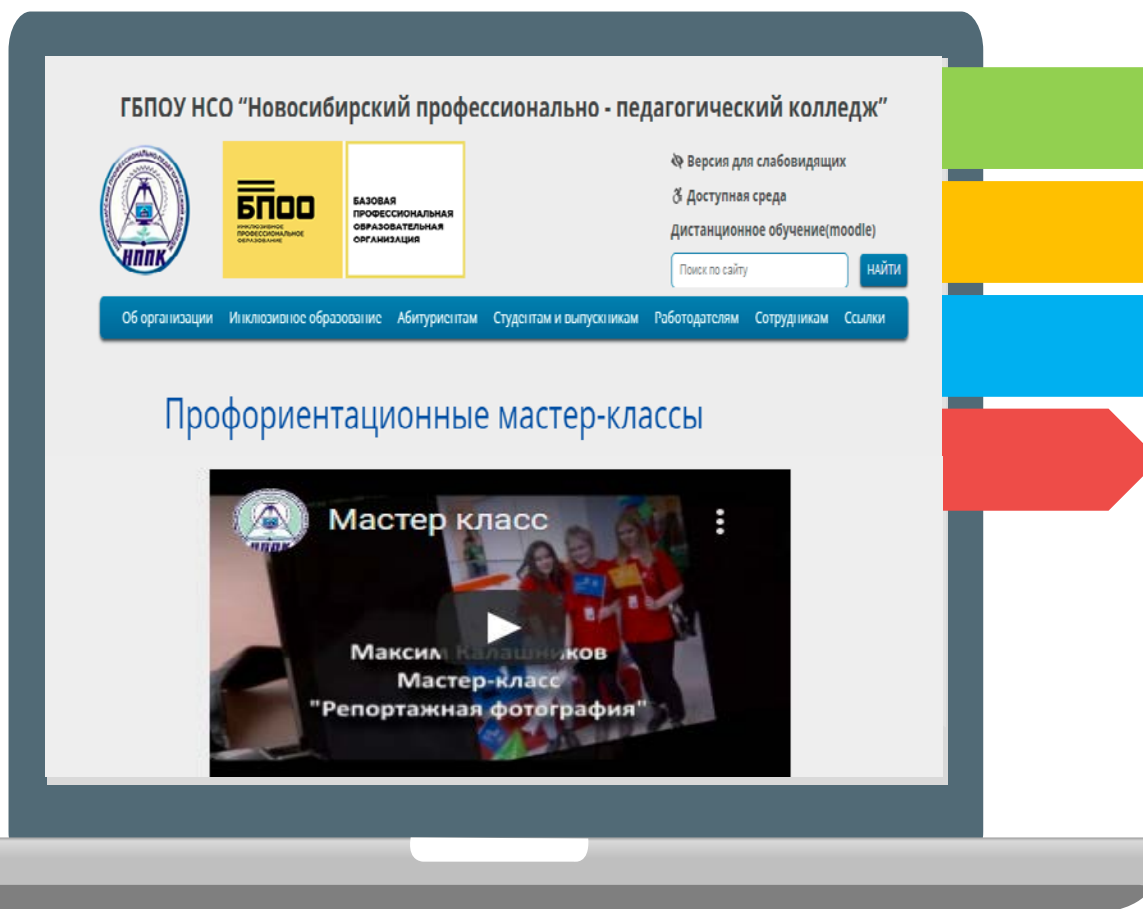 ГБПОУ НСО “Новосибирский профессионально - педагогический колледж”
НППК
БПОО
ИНКЛЮЗИВНОЕ
ПРОФЕССИОНАЛЬНОЕ
ОБРАЗОВАНИЕ
БАЗОВАЯ
ПРОФЕССИОНАЛЬНАЯ
ОБРАЗОВАТЕЛЬНАЯ
ОРГАНИЗАЦИЯ
Версия для слабовидящих
Доступная среда
Дистанционное обучение(moodle)
Поиск по сайту
НАЙТИ
Об организации Инклюзивное образование Абитуриентам Студентам и выпускникам Работодателям Сотрудникам Ссылки
Профориентационные мастер-классы
НППК
Мастер класс
Максим Калашников
Мастер-класс
"Репортажная фотография"